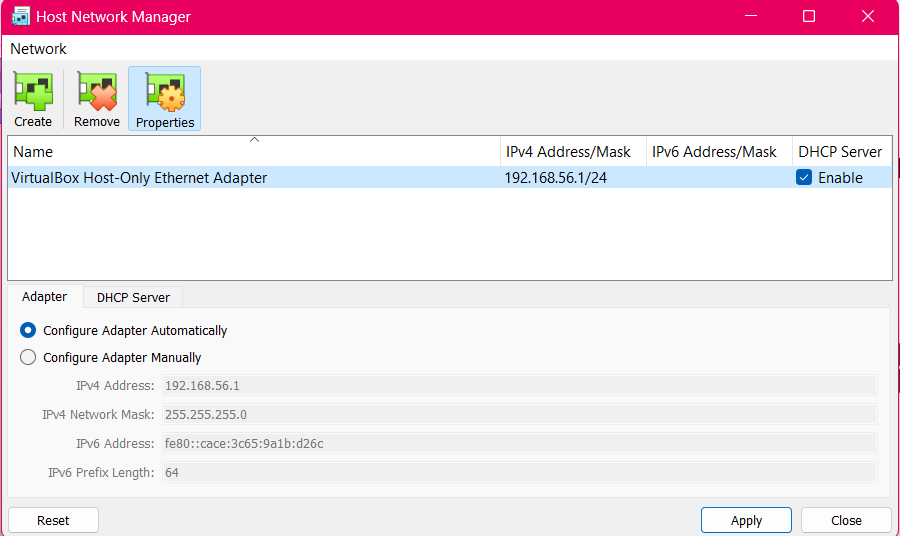 Host Network Manager
Network
Create Remove Properties
Name IPv4 Address/Mask IPv6 Address/Mask DHCP Server
VirtualBox Host-Only Ethernet Adapter 192.168.56.1/24 Enable
Adapter DHCP Server
Configure Adapter Automatically
Configure Adapter Manually
IPv4 Address: 192.168.56.1
IPv4 Network Mask: 255.255.255.0
IPv6 Address: fe80::cace:3c65:9a1b:d26c
IPv6 Prefix Length: 64
Reset Apply Close